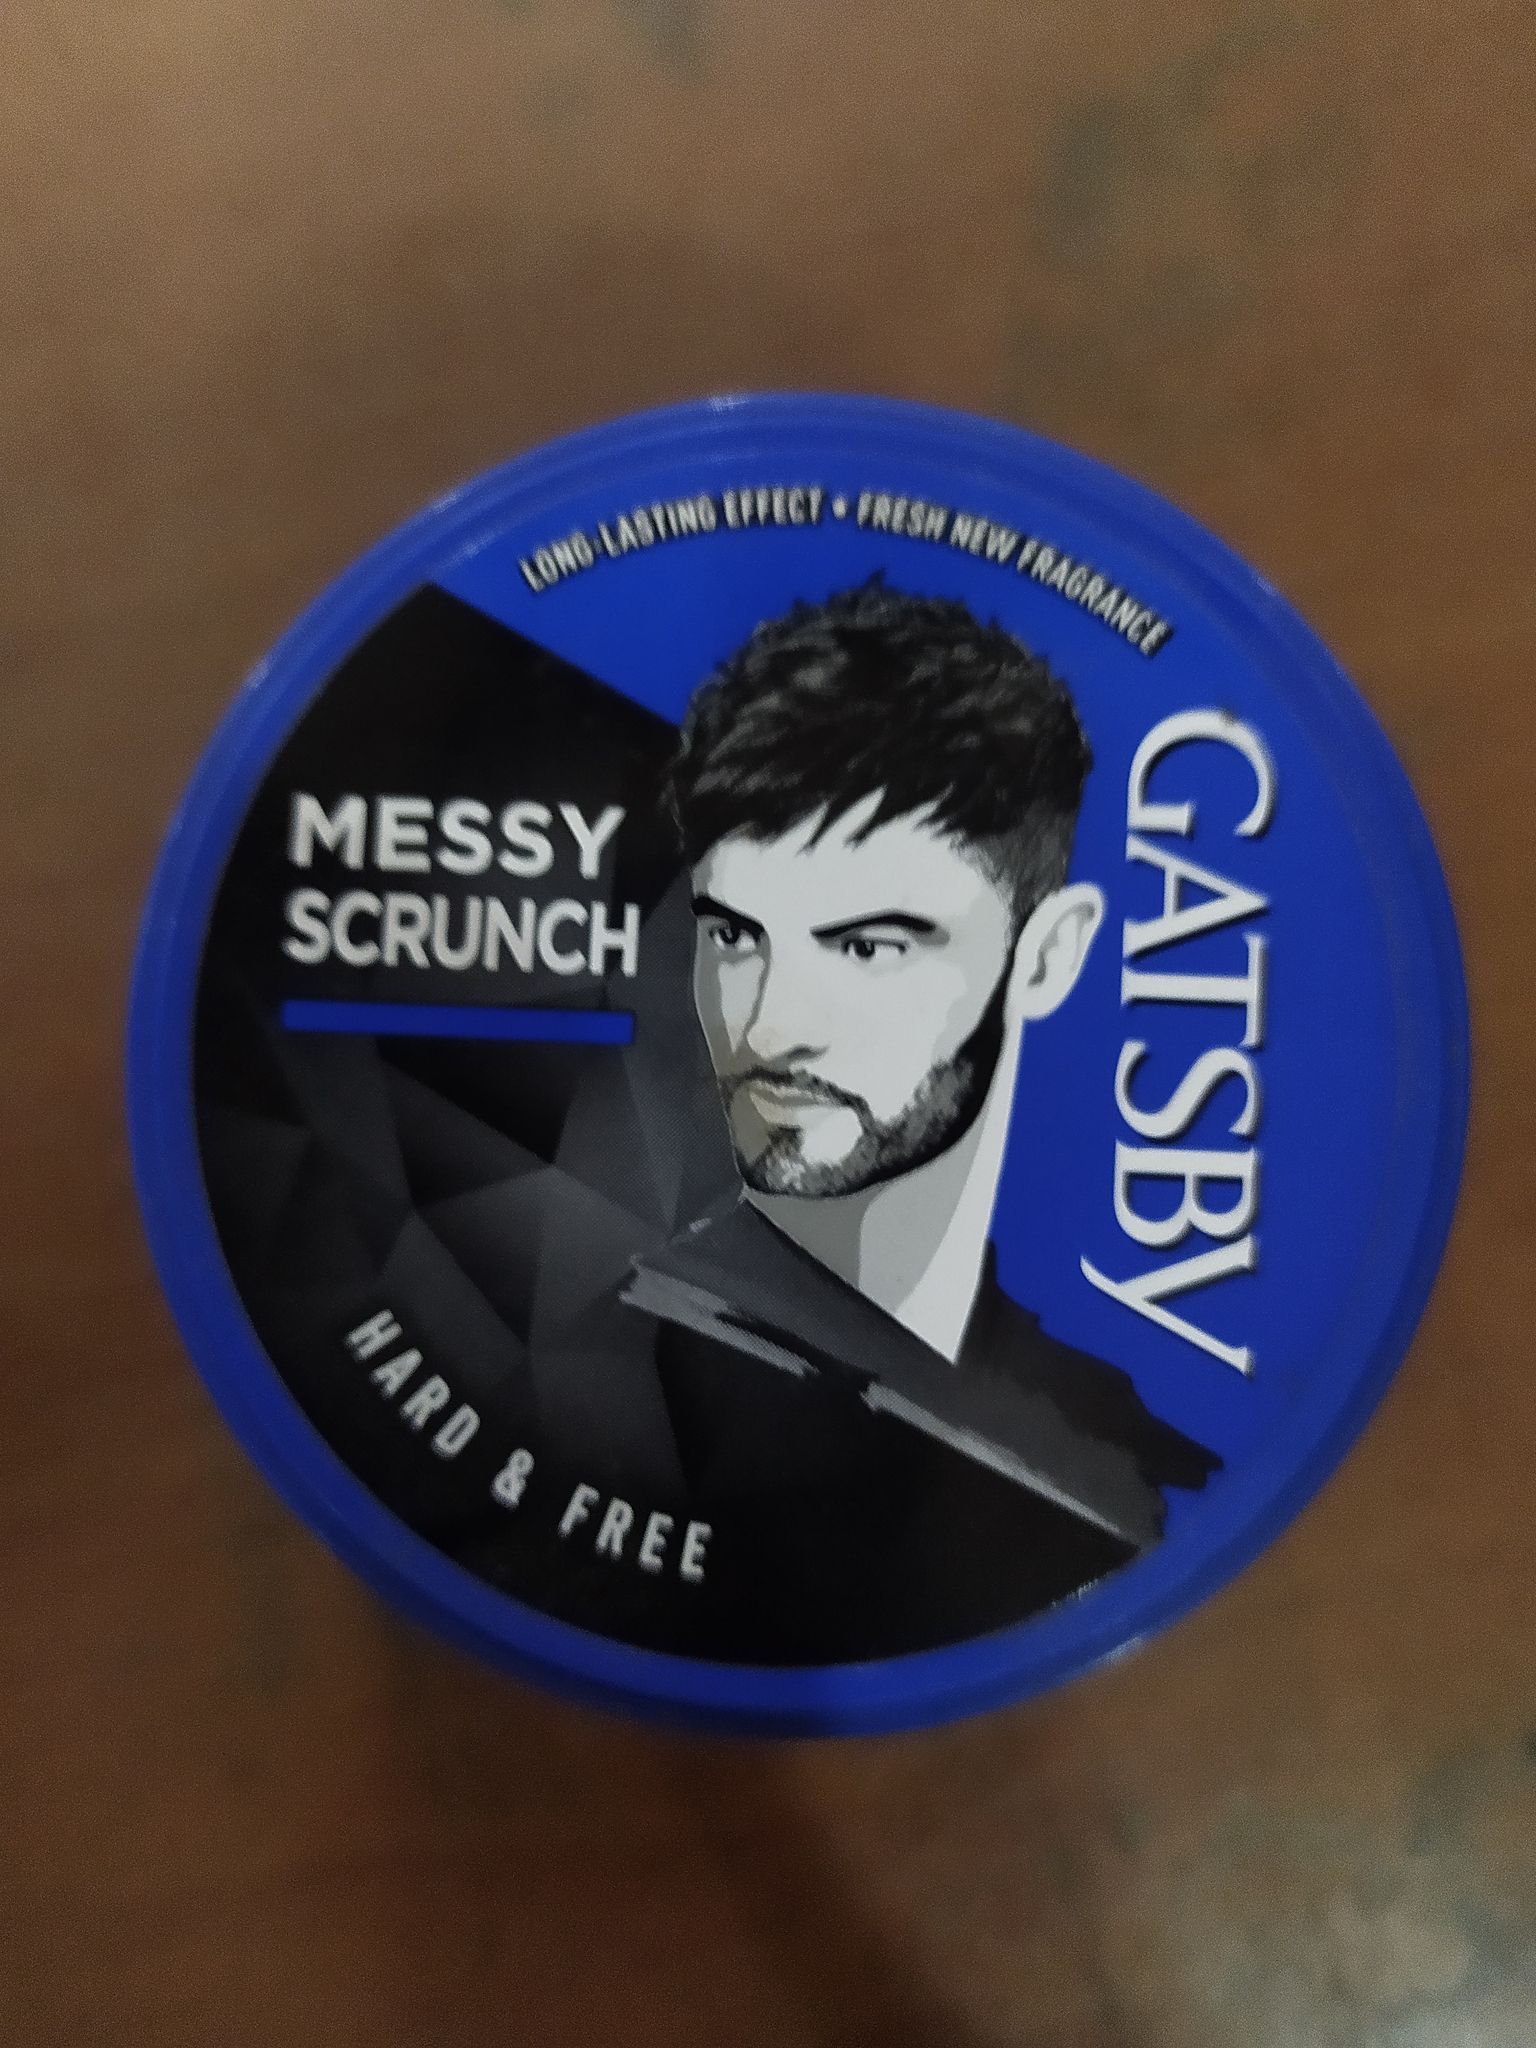 LONG-LASTING EFFECT • FRESH NEW FRAGRANCE
GATSBY
MESSY
SCRUNCH
HARD & FREE